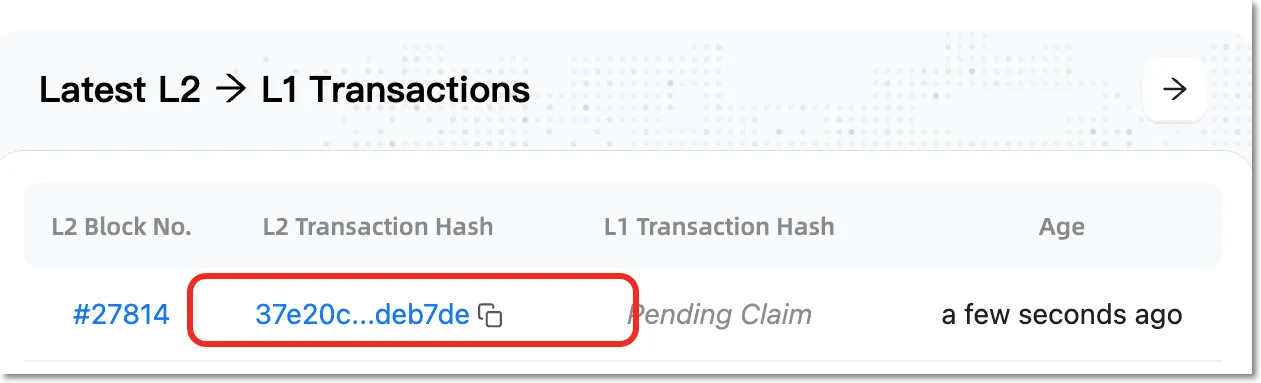 Latest L2 → L1 Transactions
→
L2 Block No. L2 Transaction Hash L1 Transaction Hash Age
#27814 37e20c...deb7de Pending Claim a few seconds ago